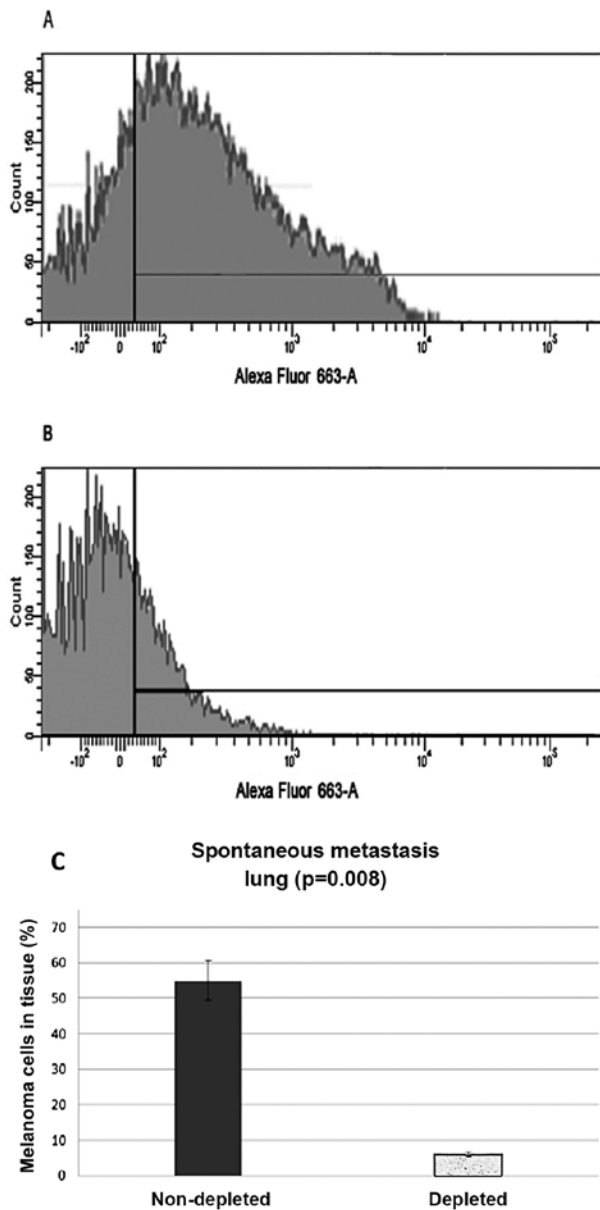 A
Count
200
150
100
50
0
-10² 0 10² 10³ 10⁴ 10⁵
Alexa Fluor 663-A
B
Count
200
150
100
50
0
-10² 0 10² 10³ 10⁴ 10⁵
Alexa Fluor 663-A
C
Spontaneous metastasis
lung (p=0.008)
Melanoma cells in tissue (%)
70
60
50
40
30
20
10
0
Non-depleted Depleted